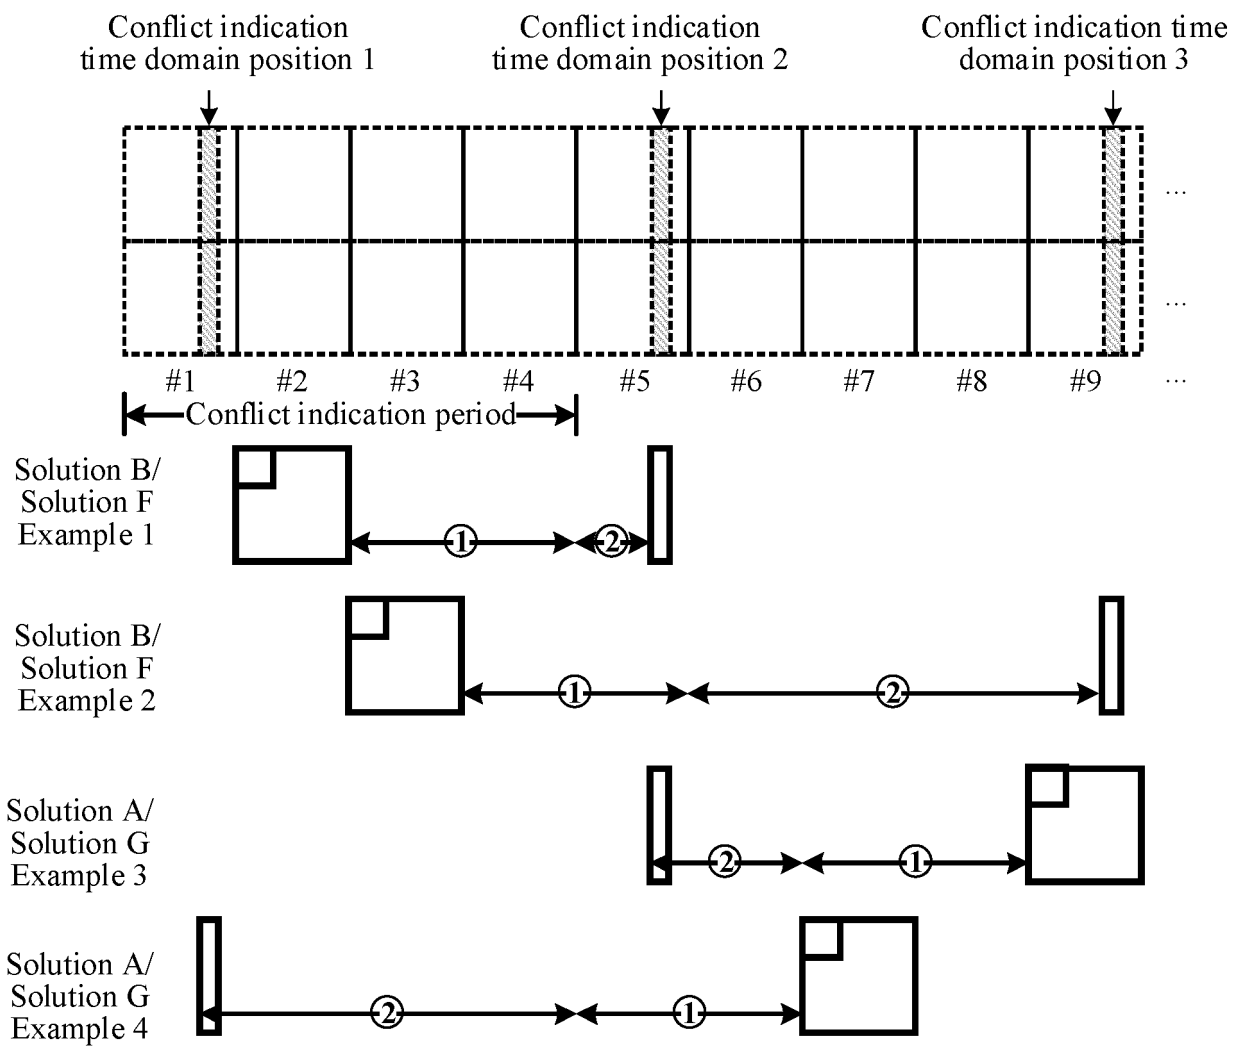 Conflict indication
time domain position 1
Conflict indication
time domain position 2
Conflict indication time
domain position 3
...
...
#1 #2 #3 #4 #5 #6 #7 #8 #9 ...
Conflict indication period
Solution B/
Solution F
Example 1
① ②
Solution B/
Solution F
Example 2
① ②
Solution A/
Solution G
Example 3
② ①
Solution A/
Solution G
Example 4
② ①